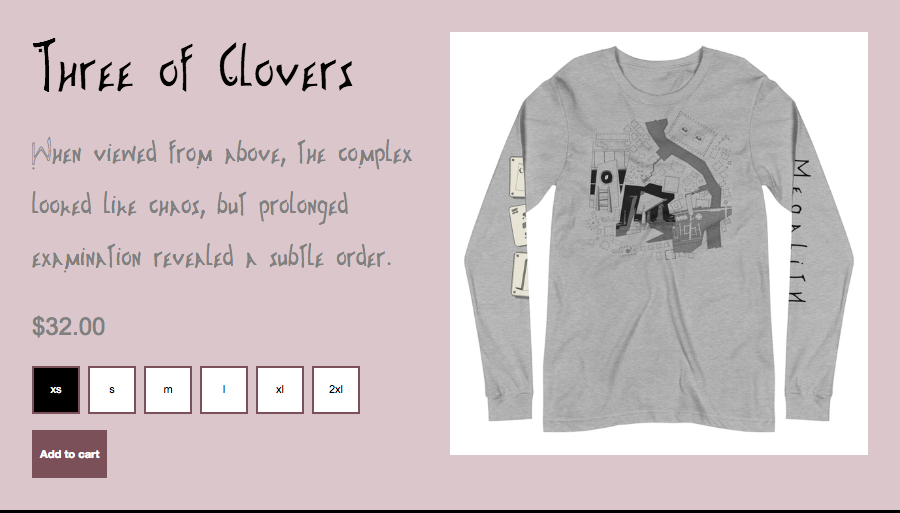 Three of Clovers
When viewed from above, the complex
looked like chaos, but prolonged
examination revealed a subtle order.
$32.00
xs s m l xl 2xl
Add to cart
Megalith